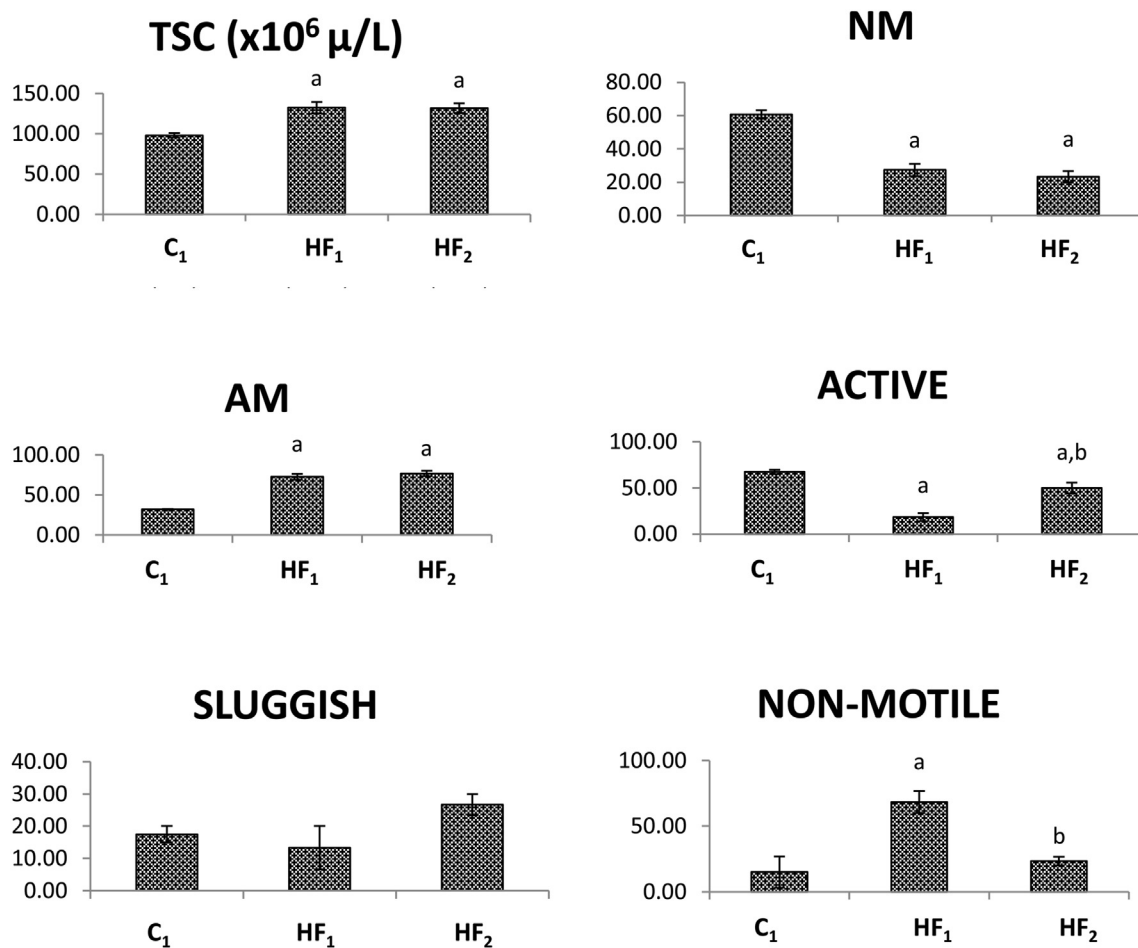 TSC (x10⁶ µ/L)
a a
150.00
100.00
50.00
0.00
C₁ HF₁ HF₂
NM
80.00
60.00
40.00
20.00
0.00
a a
C₁ HF₁ HF₂
AM
a a
100.00
50.00
0.00
C₁ HF₁ HF₂
ACTIVE
100.00
50.00
0.00
a a,b
C₁ HF₁ HF₂
SLUGGISH
40.00
30.00
20.00
10.00
0.00
C₁ HF₁ HF₂
NON-MOTILE
100.00
50.00
0.00
a b
C₁ HF₁ HF₂